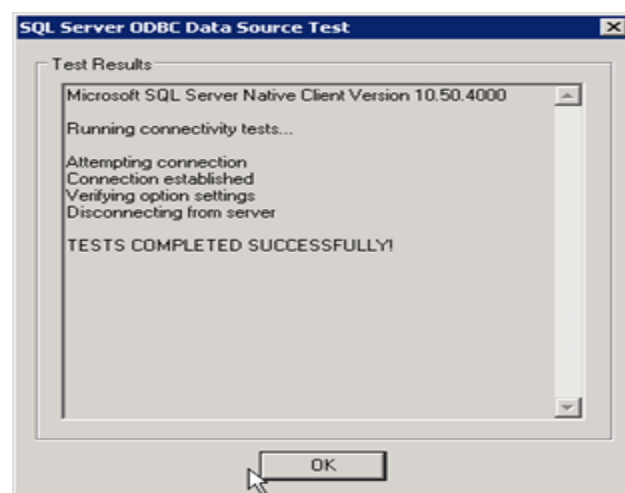 SQL Server ODBC Data Source Test
Test Results
Microsoft SQL Server Native Client Version 10.50.4000
Running connectivity tests...
Attempting connection
Connection established
Verifying option settings
Disconnecting from server
TESTS COMPLETED SUCCESSFULLY!
OK